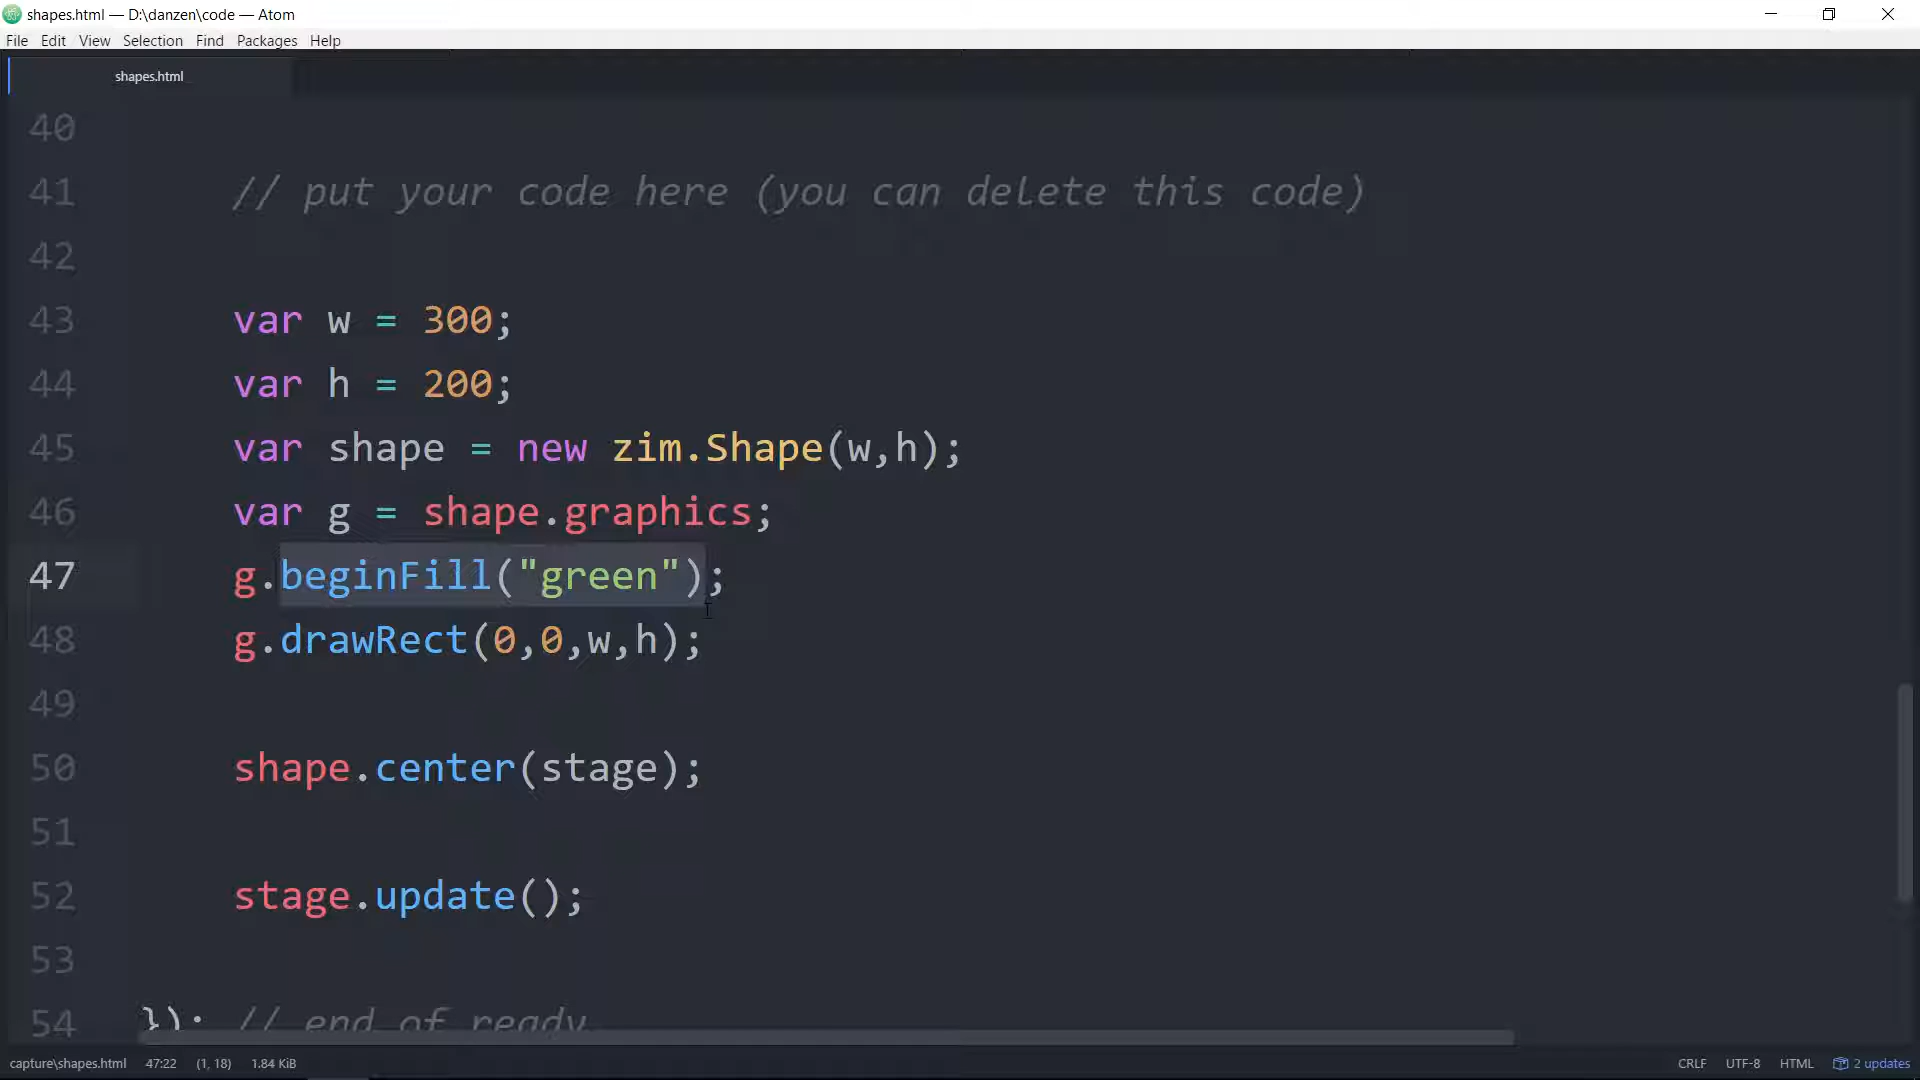 shapes.html — D:\danzen\code — Atom
File Edit View Selection Find Packages Help
shapes.html
40
41 // put your code here (you can delete this code)
42
43 var w = 300;
44 var h = 200;
45 var shape = new zim.Shape(w,h);
46 var g = shape.graphics;
47 g.beginFill("green");
48 g.drawRect(0,0,w,h);
49
50 shape.center(stage);
51
52 stage.update();
53
54 }); // end of ready
capture\shapes.html 47:22 (1, 18) 1.84 KiB CRLF UTF-8 HTML 2 updates